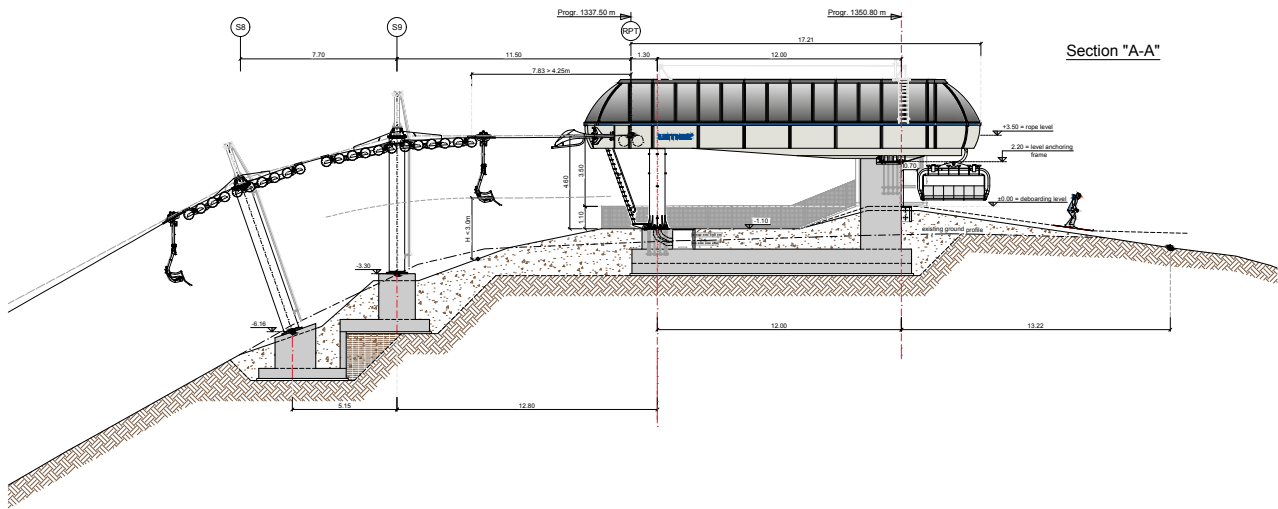 Progr. 1337.50 m
Progr. 1350.80 m
S8
S9
RPT
17.21
Section "A-A"
7.70
11.50
1.30
12.00
7.83 > 4.25m
LEITNER
+3.50 = rope level
2.20 = level anchoring
frame
0.70
4.60
3.50
1.10
±0.00 = deboarding level
H < 3.0m
-1.10
existing ground profile
-3.30
-6.16
12.00
13.22
5.15
12.80